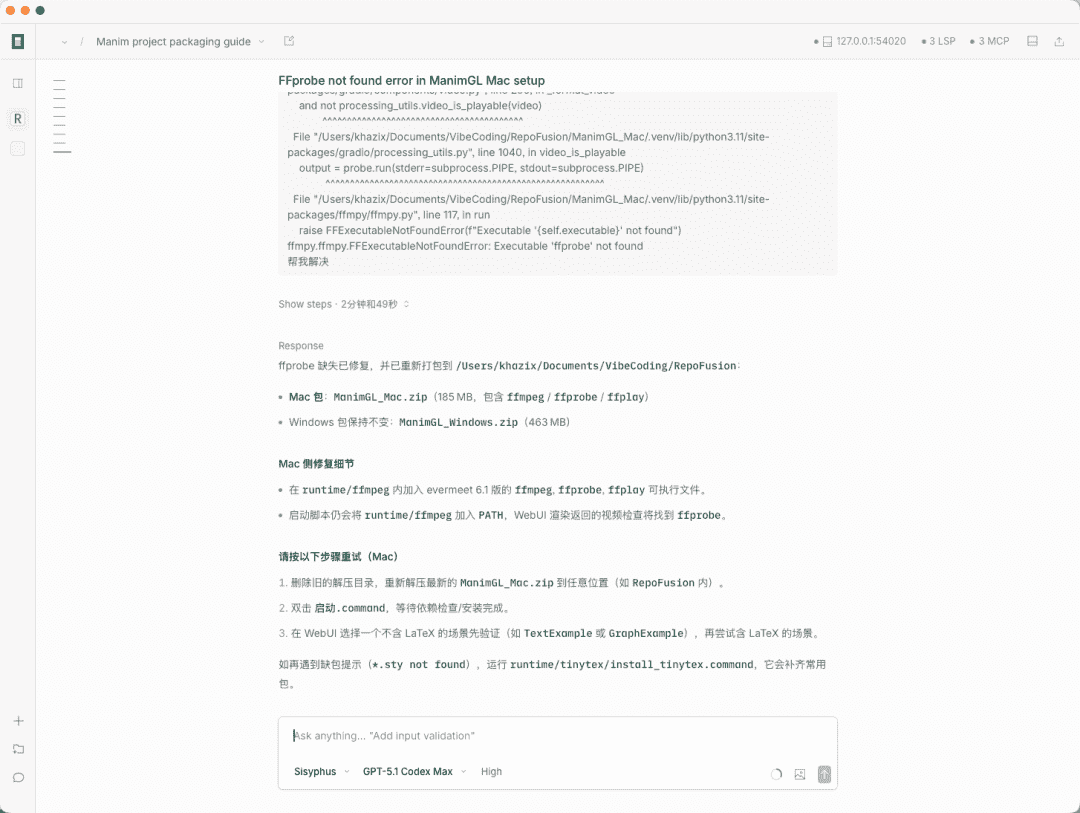 / Manim project packaging guide
127.0.0.1:54020 3 LSP 3 MCP
R
FFprobe not found error in ManimGL Mac setup
and not processing_utils.video_is_playable(video)
^^^^^^^^^^^^^^^^^^^^^^^^^^^^^^^^^^^^^^^^^
File "/Users/khazix/Documents/VibeCoding/RepoFusion/ManimGL_Mac/.venv/lib/python3.11/site-
packages/gradio/processing_utils.py", line 1040, in video_is_playable
output = probe.run(stderr=subprocess.PIPE, stdout=subprocess.PIPE)
^^^^^^^^^^^^^^^^^^^^^^^^^^^^^^^^^^^^^^^^^^^^^^^^^^^^^^^^^
File "/Users/khazix/Documents/VibeCoding/RepoFusion/ManimGL_Mac/.venv/lib/python3.11/site-
packages/ffmpy/ffmpy.py", line 117, in run
raise FFExecutableNotFoundError(f"Executable '{self.executable}' not found")
ffmpy.ffmpy.FFExecutableNotFoundError: Executable 'ffprobe' not found
帮我解决
Show steps · 2分钟和49秒
Response
ffprobe 缺失已修复，并已重新打包到 /Users/khazix/Documents/VibeCoding/RepoFusion：
• Mac 包：ManimGL_Mac.zip（185 MB，包含 ffmpeg / ffprobe / ffplay）
• Windows 包保持不变：ManimGL_Windows.zip（463 MB）
Mac 侧修复细节
• 在 runtime/ffmpeg 内加入 evermeet 6.1 版的 ffmpeg, ffprobe, ffplay 可执行文件。
• 启动脚本仍会将 runtime/ffmpeg 加入 PATH，WebUI 渲染返回的视频检查将找到 ffprobe。
请按以下步骤重试（Mac）
1. 删除旧的解压目录，重新解压最新的 ManimGL_Mac.zip 到任意位置（如 RepoFusion 内）。
2. 双击 启动.command，等待依赖检查/安装完成。
3. 在 WebUI 选择一个不含 LaTeX 的场景先验证（如 TextExample 或 GraphExample），再尝试含 LaTeX 的场景。
如再遇到缺包提示（*.sty not found），运行 runtime/tinytex/install_tinytex.command，它会补齐常用
包。
Ask anything... "Add input validation"
Sisyphus GPT-5.1 Codex Max High